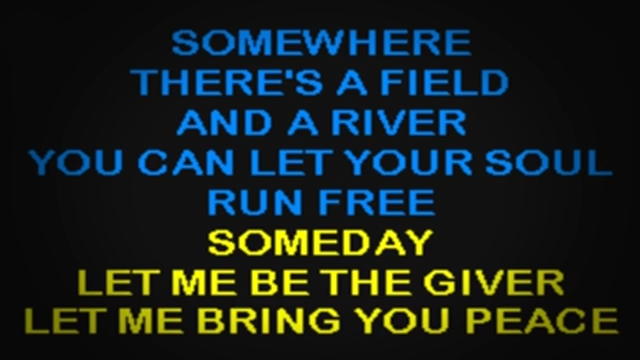 SOMEWHERE
THERE'S A FIELD
AND A RIVER
YOU CAN LET YOUR SOUL
RUN FREE
SOMEDAY
LET ME BE THE GIVER
LET ME BRING YOU PEACE